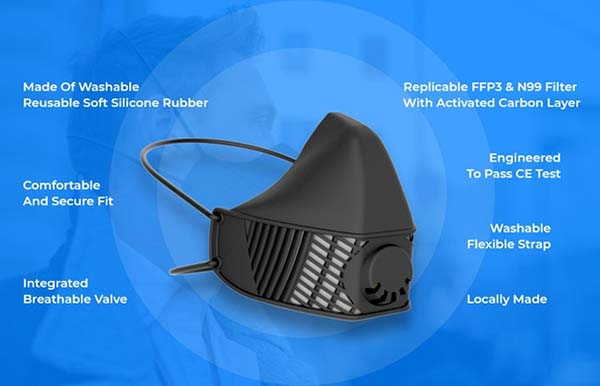 Made Of Washable
Reusable Soft Silicone Rubber
Comfortable
And Secure Fit
Integrated
Breathable Valve
Replicable FFP3 & N99 Filter
With Activated Carbon Layer
Engineered
To Pass CE Test
Washable
Flexible Strap
Locally Made